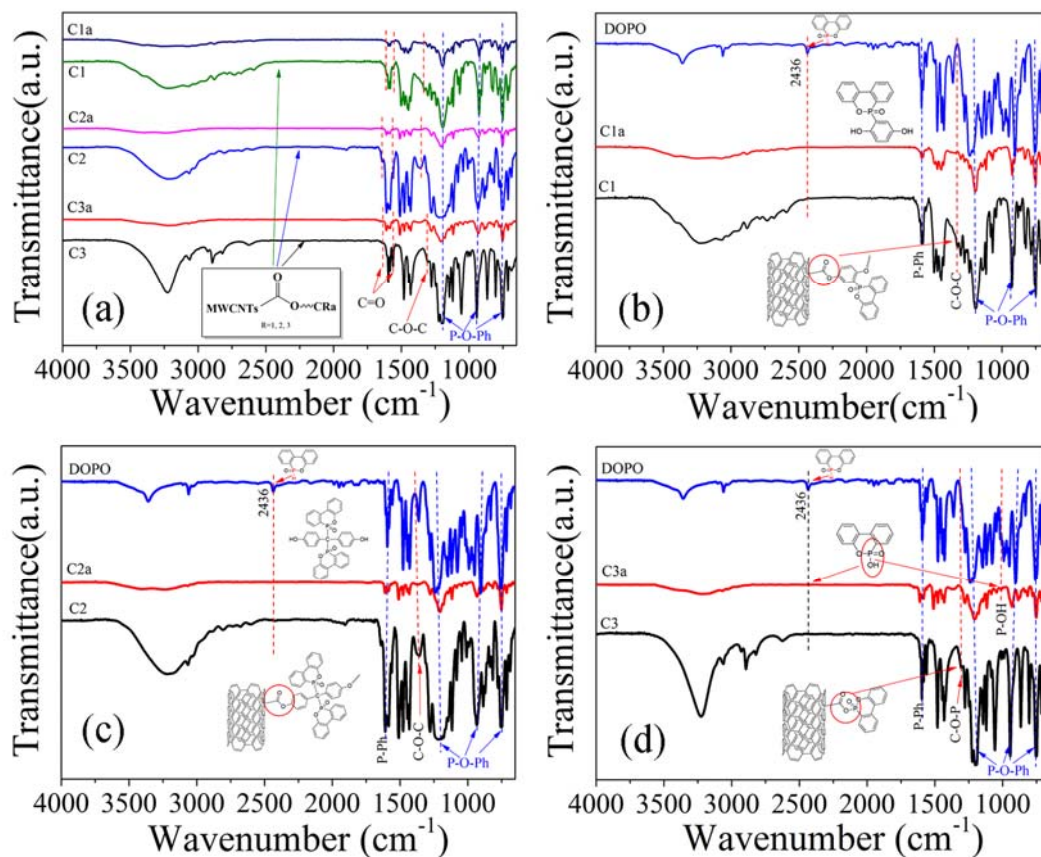 C1a
C1
C2a
C2
C3a
C3
Transmittance(a.u.)
(a)
O
MWCNTs
O
CRa
R=1, 2, 3
C=O
C-O-C
P-O-Ph
4000 3500 3000 2500 2000 1500 1000
Wavenumber (cm-1)
DOPO
2436
C1a
C1
Transmittance(a.u.)
(b)
O-P=O
HO
OH
P-Ph
C-O-C
P-O-Ph
4000 3500 3000 2500 2000 1500 1000
Wavenumber(cm-1)
DOPO
2436
C2a
C2
Transmittance(a.u.)
(c)
HO
OH
P-Ph
C-O-C
P-O-Ph
4000 3500 3000 2500 2000 1500 1000
Wavenumber (cm-1)
DOPO
2436
C3a
C3
Transmittance(a.u.)
(d)
O-P=O
OH
P-OH
P-Ph
C-O-P
P-O-Ph
4000 3500 3000 2500 2000 1500 1000
Wavenumber (cm-1)